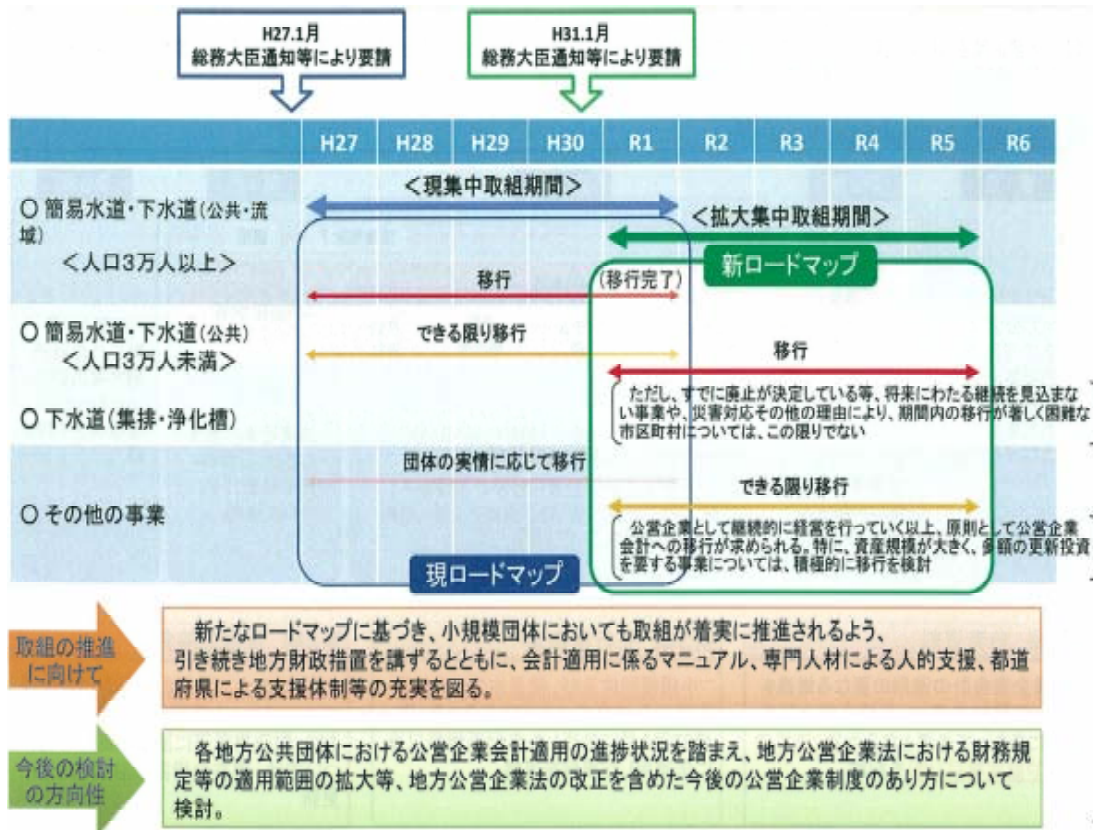 H27.1月
総務大臣通知等により要請
H31.1月
総務大臣通知等により要請
H27 H28 H29 H30 R1 R2 R3 R4 R5 R6
○ 簡易水道・下水道(公共・流
域)
<人口3万人以上>
<現集中取組期間>
<拡大集中取組期間>
新ロードマップ
移行
(移行完了)
○ 簡易水道・下水道(公共)
<人口3万人未満>
できる限り移行
移行
○ 下水道(集排・浄化槽)
ただし、すでに廃止が決定している等、将来にわたる継続を見込まな
い事業や、災害対応その他の理由により、期間内の移行が著しく困難な
市区町村については、この限りでない
○ その他の事業
団体の実情に応じて移行
できる限り移行
公営企業として継続的に経営を行っていく以上、原則として公営企業
会計への移行が求められる。特に、資産規模が大きく、多額の更新投資
を要する事業については、積極的に移行を検討
現ロードマップ
取組の推進
に向けて
新たなロードマップに基づき、小規模団体においても取組が着実に推進されるよう、
引き続き地方財政措置を講ずるとともに、会計適用に係るマニュアル、専門人材による人的支援、都道
府県による支援体制等の充実を図る。
今後の検討
の方向性
各地方公共団体における公営企業会計適用の進捗状況を踏まえ、地方公営企業法における財務規
定等の適用範囲の拡大等、地方公営企業法の改正を含めた今後の公営企業制度のあり方について
検討。